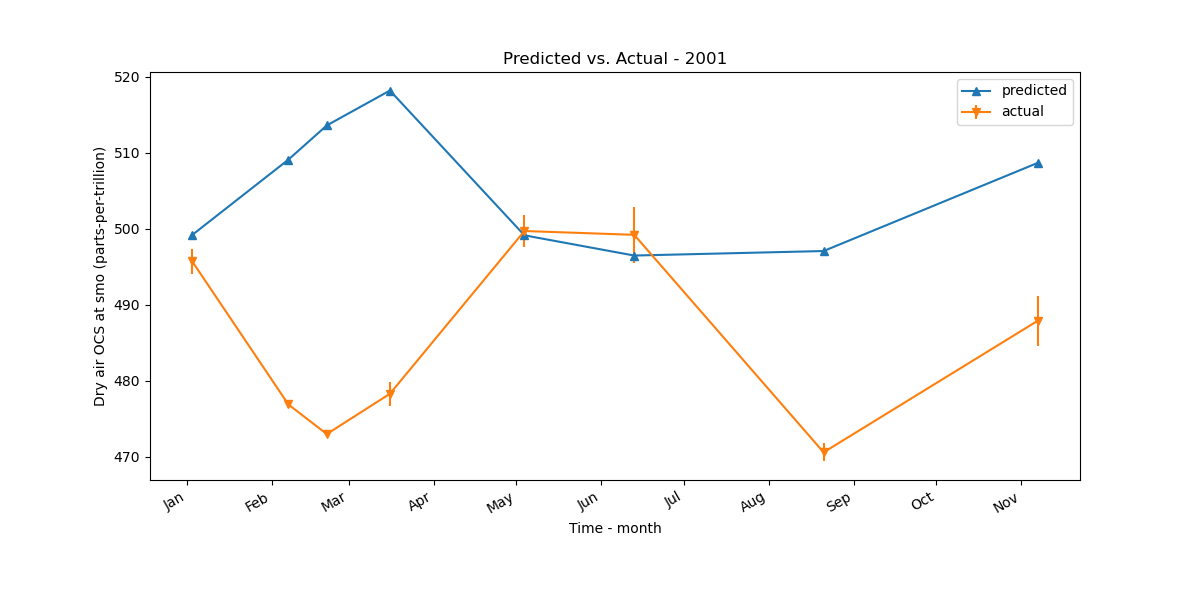 Predicted vs. Actual - 2001
predicted
actual
Dry air OCS at smo (parts-per-trillion)
520
510
500
490
480
470
Jan Feb Mar Apr May Jun Jul Aug Sep Oct Nov
Time - month